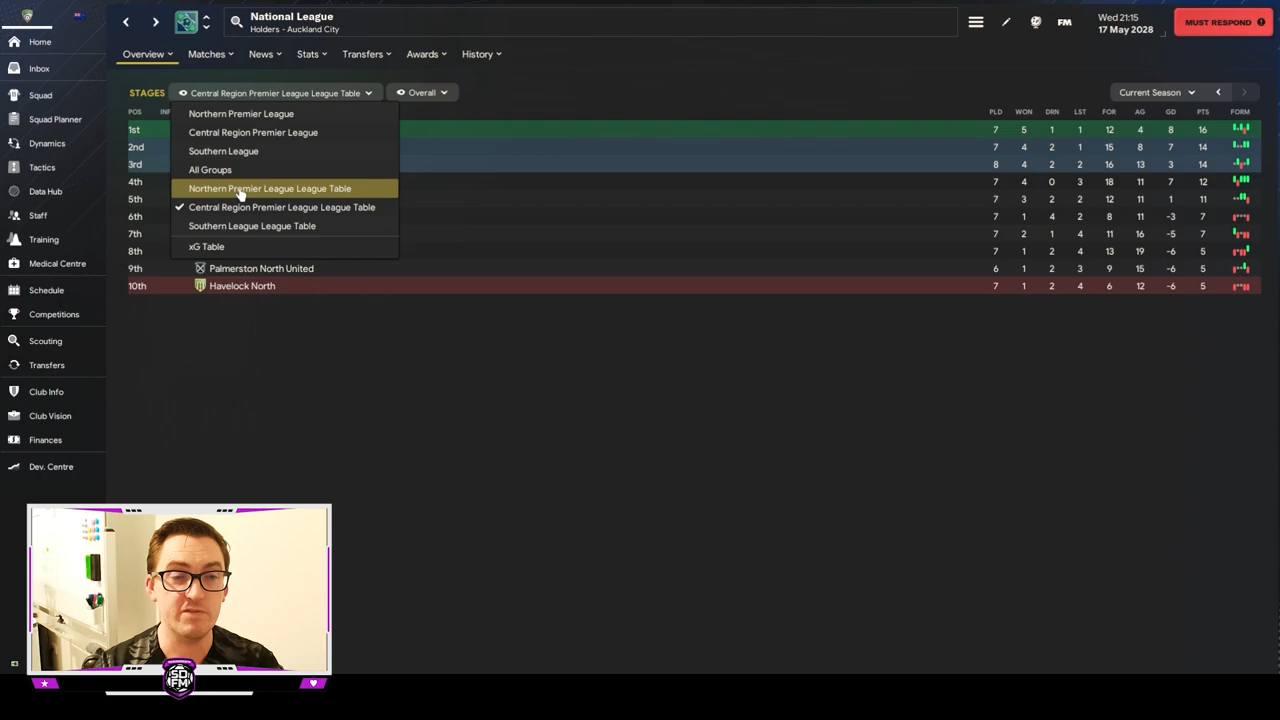 National League
Holders - Auckland City
FM
Wed 21:15
17 May 2028
MUST RESPOND
Home
Inbox
Squad
Squad Planner
Dynamics
Tactics
Data Hub
Staff
Training
Medical Centre
Schedule
Competitions
Scouting
Transfers
Club Info
Club Vision
Finances
Dev. Centre
Overview
Matches
News
Stats
Transfers
Awards
History
STAGES
Central Region Premier League League Table
Overall
Current Season
Northern Premier League
Central Region Premier League
Southern League
All Groups
Northern Premier League League Table
Central Region Premier League League Table
Southern League League Table
xG Table
POS INF PLD WON DRN LST FOR AG GD PTS FORM
1st 7 5 1 1 12 4 8 16
2nd 7 4 2 1 15 8 7 14
3rd 8 4 2 2 16 13 3 14
4th 7 4 0 3 18 11 7 12
5th 7 3 2 2 12 11 1 11
6th 7 1 4 2 8 11 -3 7
7th 7 2 1 4 11 16 -5 7
8th 7 1 2 4 13 19 -6 5
9th Palmerston North United 6 1 2 3 9 15 -6 5
10th Havelock North 7 1 2 4 6 12 -6 5
SD
FM